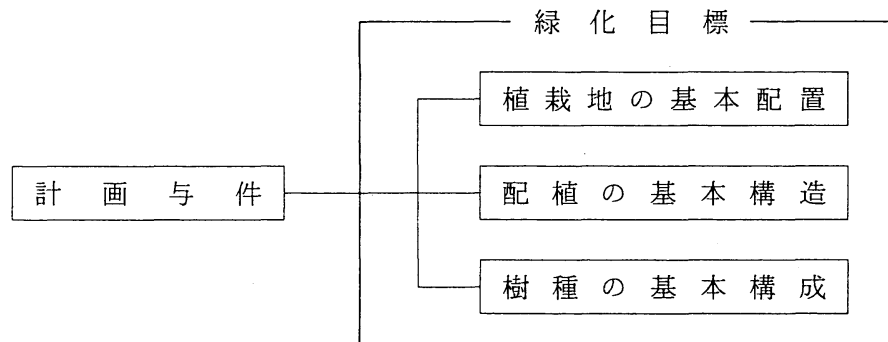 緑化目標
植栽地の基本配置
計画与件
配植の基本構造
樹種の基本構成